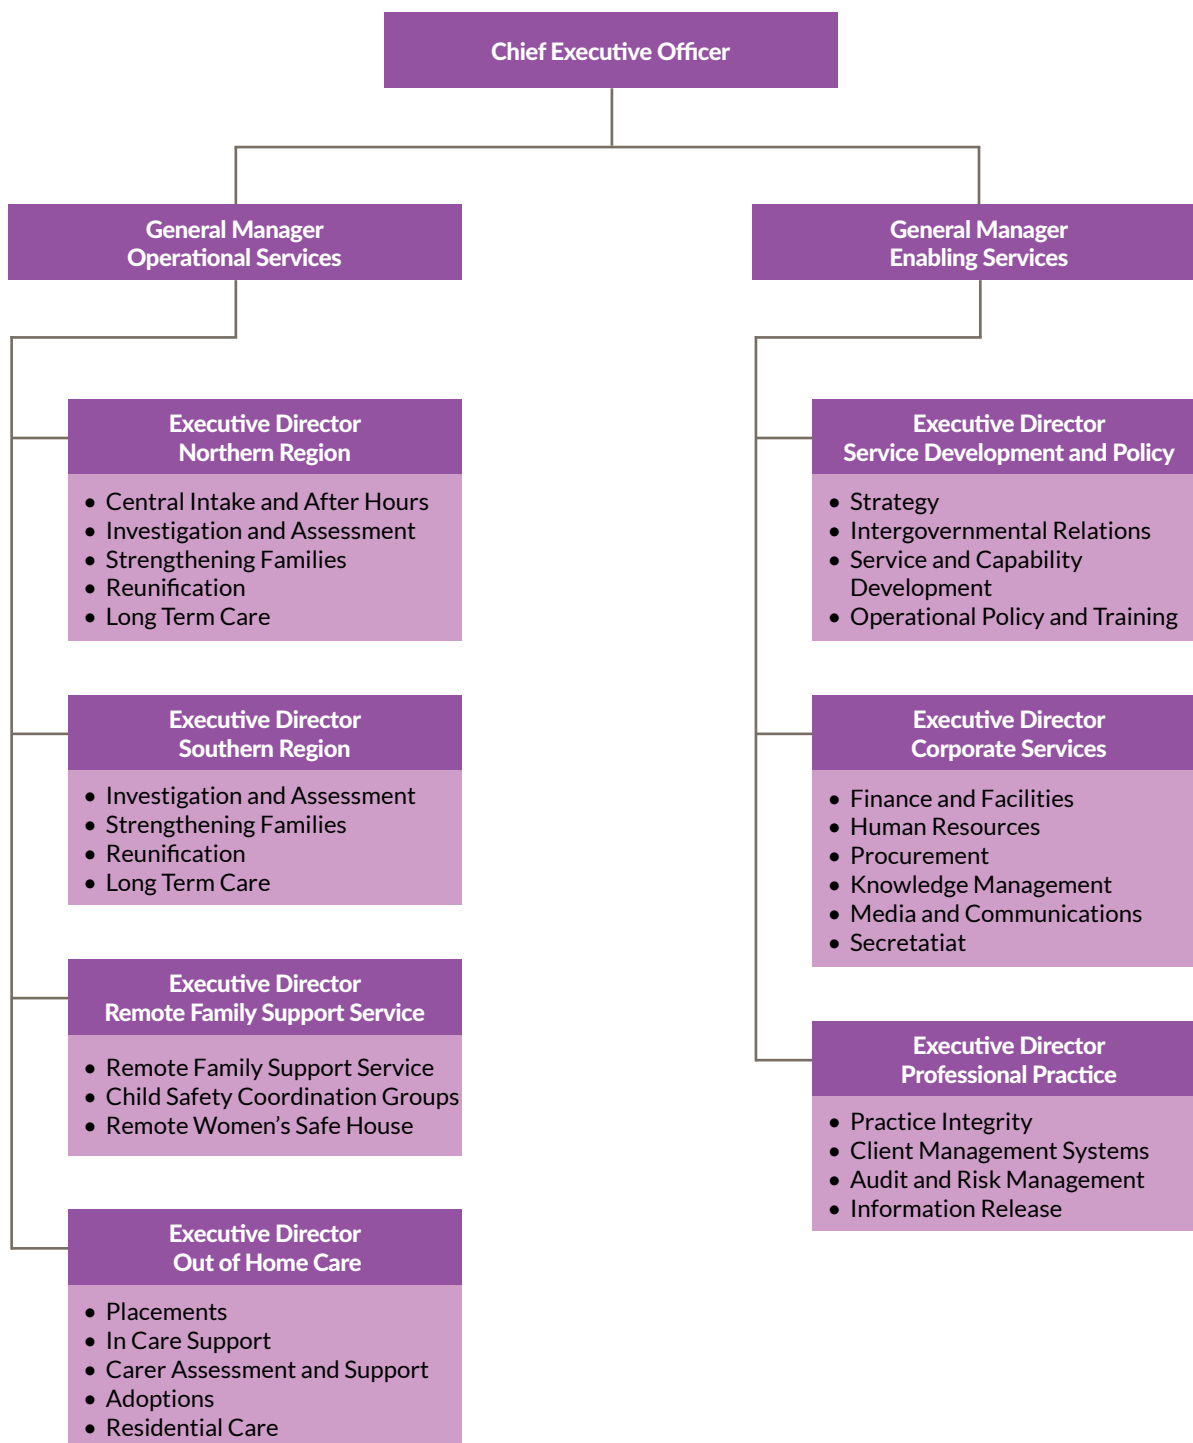 Chief Executive Officer
General Manager
Operational Services
General Manager
Enabling Services
Executive Director
Northern Region
• Central Intake and After Hours
• Investigation and Assessment
• Strengthening Families
• Reunification
• Long Term Care
Executive Director
Southern Region
• Investigation and Assessment
• Strengthening Families
• Reunification
• Long Term Care
Executive Director
Remote Family Support Service
• Remote Family Support Service
• Child Safety Coordination Groups
• Remote Women’s Safe House
Executive Director
Out of Home Care
• Placements
• In Care Support
• Carer Assessment and Support
• Adoptions
• Residential Care
Executive Director
Service Development and Policy
• Strategy
• Intergovernmental Relations
• Service and Capability
Development
• Operational Policy and Training
Executive Director
Corporate Services
• Finance and Facilities
• Human Resources
• Procurement
• Knowledge Management
• Media and Communications
• Secretatiat
Executive Director
Professional Practice
• Practice Integrity
• Client Management Systems
• Audit and Risk Management
• Information Release